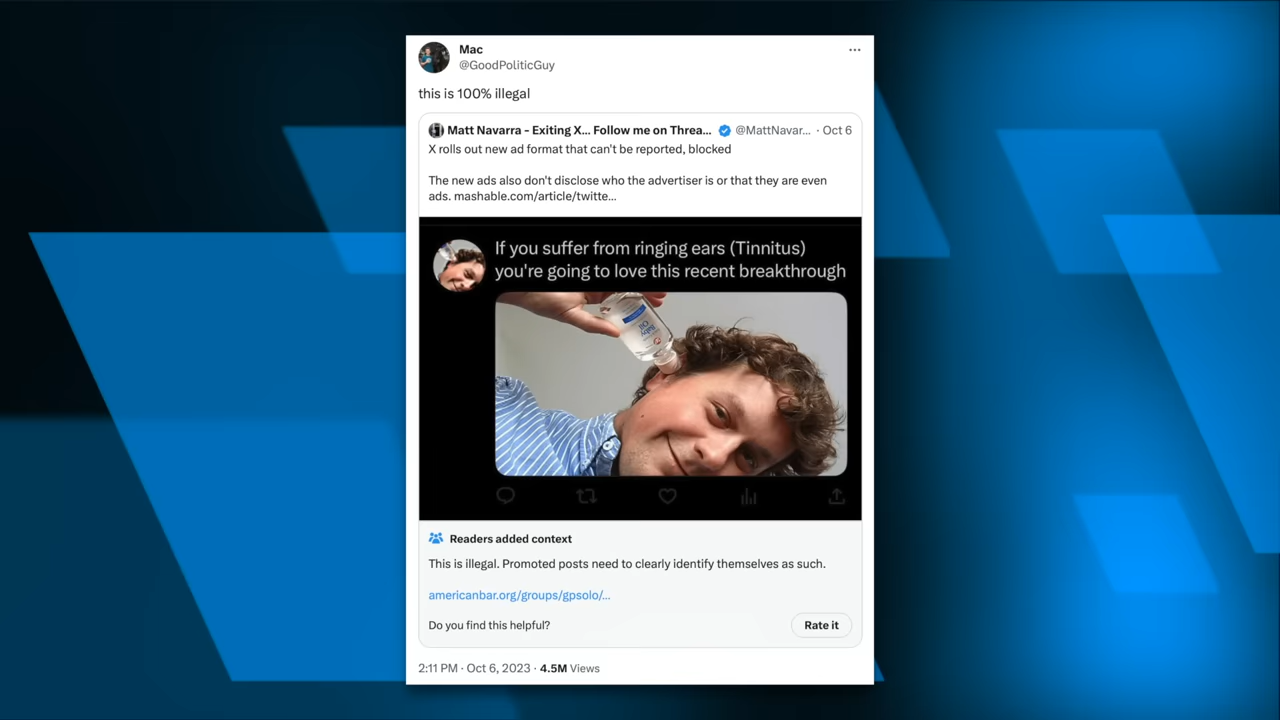 Mac
@GoodPoliticGuy
this is 100% illegal
Matt Navarra - Exiting X... Follow me on Threa... @MattNavar... · Oct 6
X rolls out new ad format that can't be reported, blocked
The new ads also don't disclose who the advertiser is or that they are even
ads. mashable.com/article/twitte...
If you suffer from ringing ears (Tinnitus)
you're going to love this recent breakthrough
Readers added context
This is illegal. Promoted posts need to clearly identify themselves as such.
americanbar.org/groups/gpsolo/...
Do you find this helpful?
Rate it
2:11 PM · Oct 6, 2023 · 4.5M Views